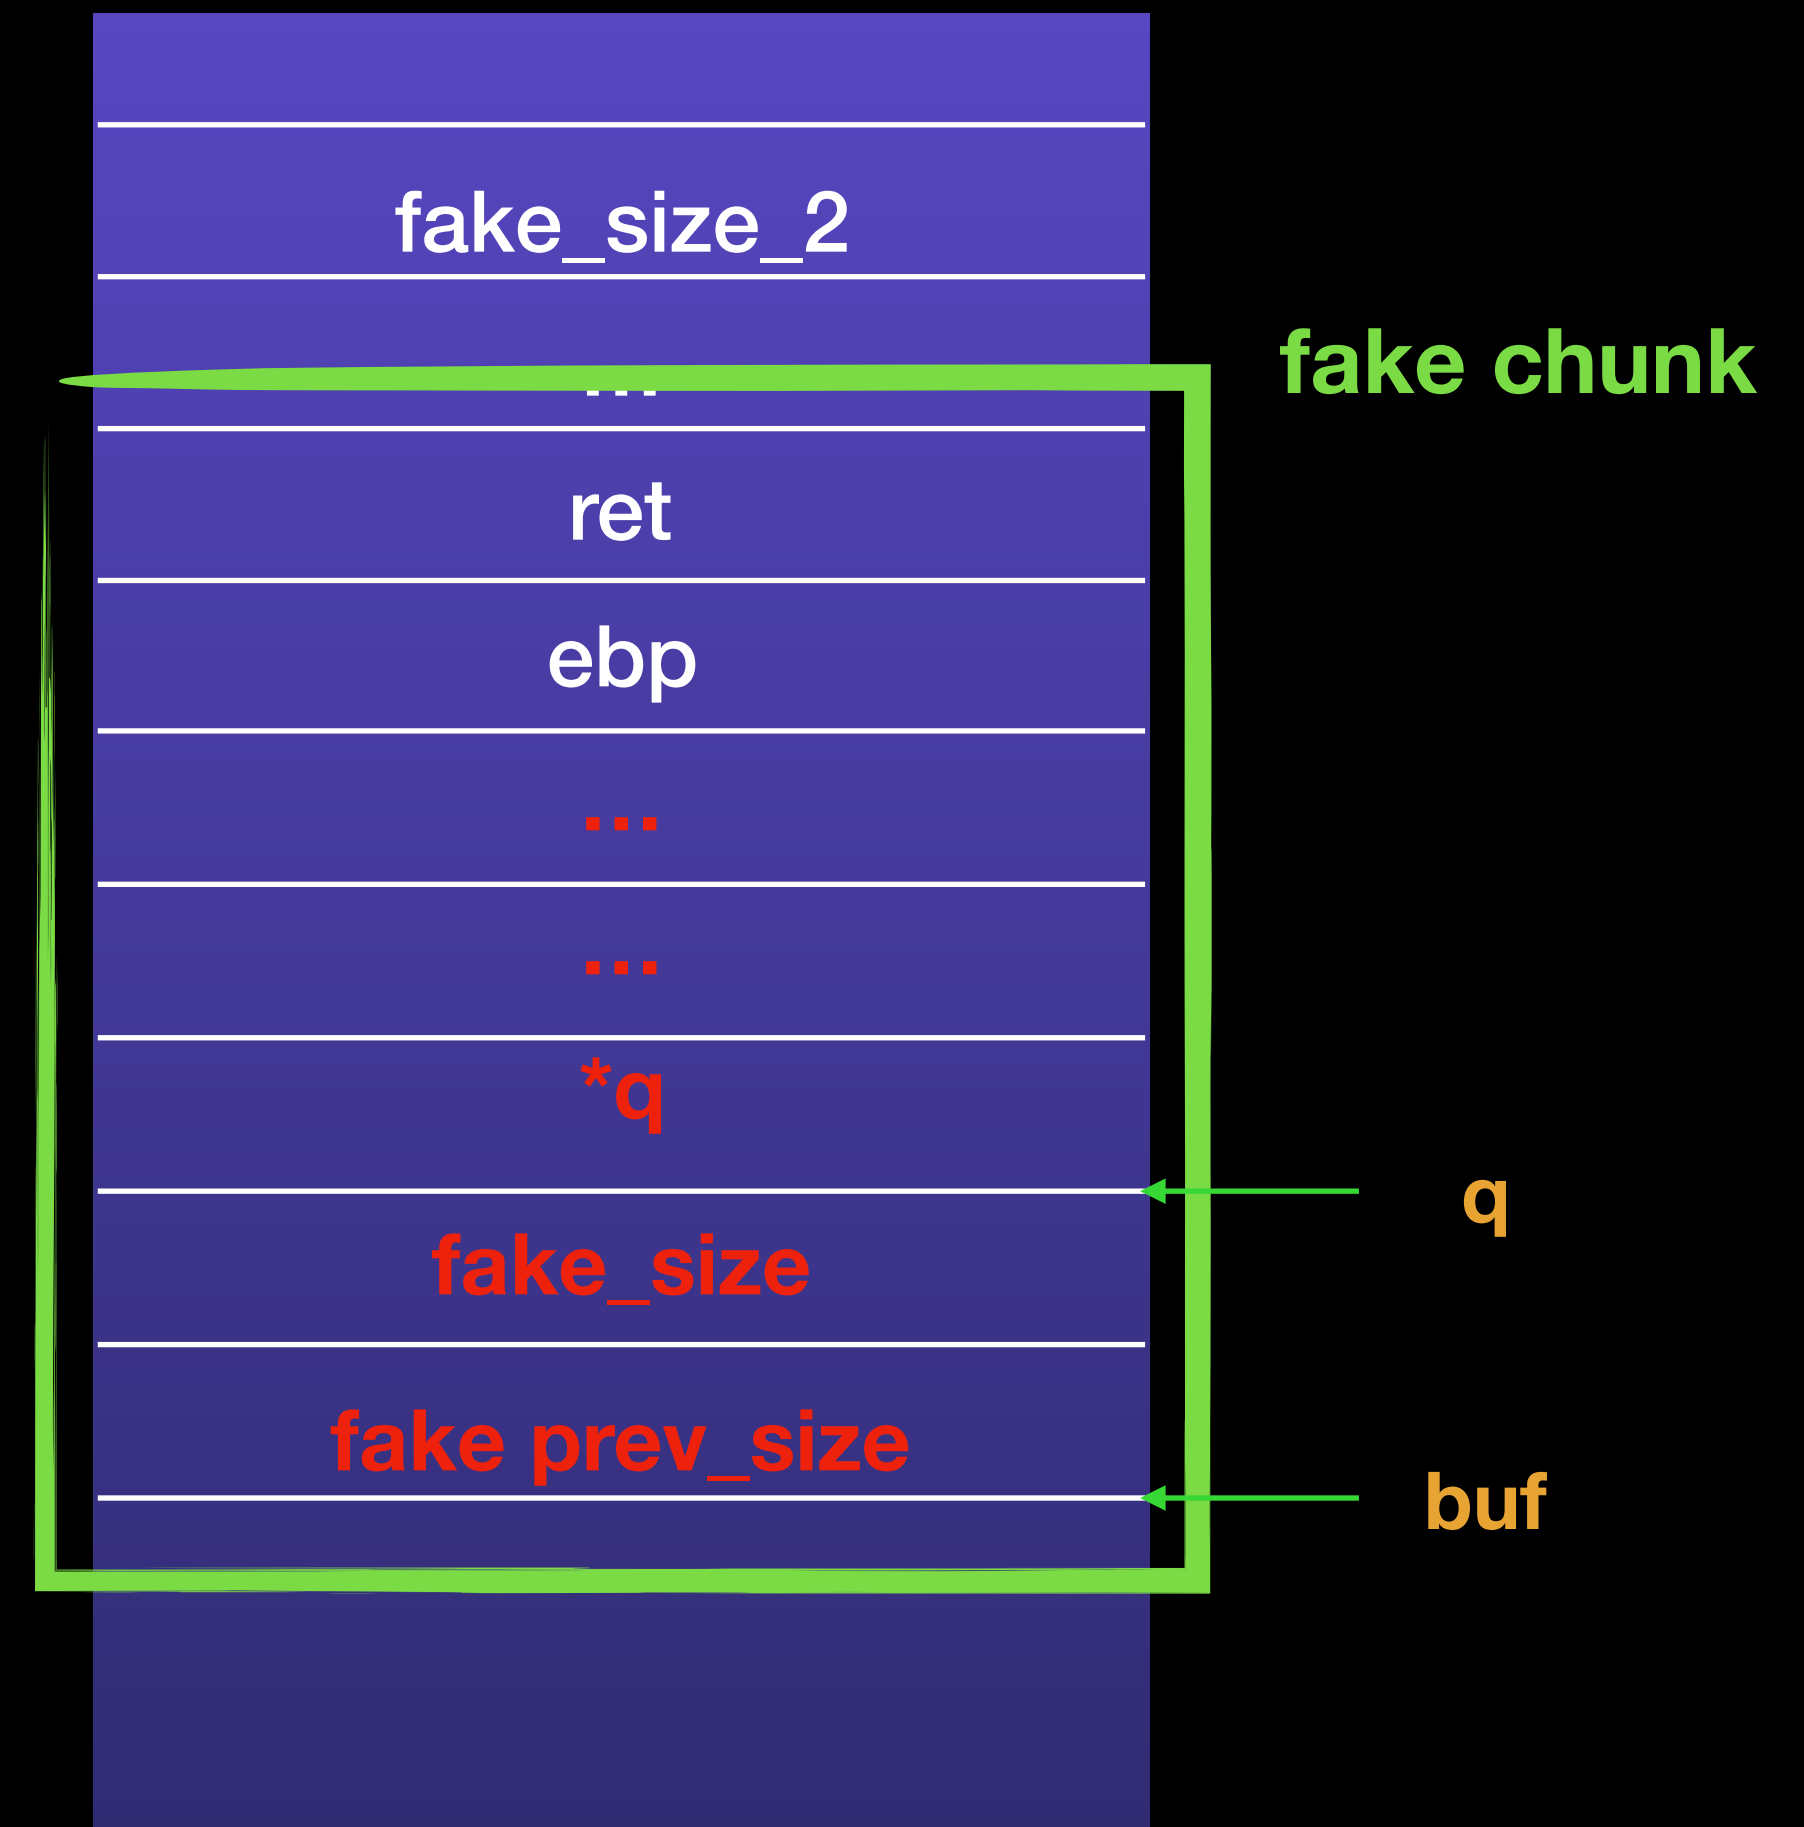 fake_size_2
fake chunk
...
ret
ebp
...
...
*q
q
fake_size
fake prev_size
buf